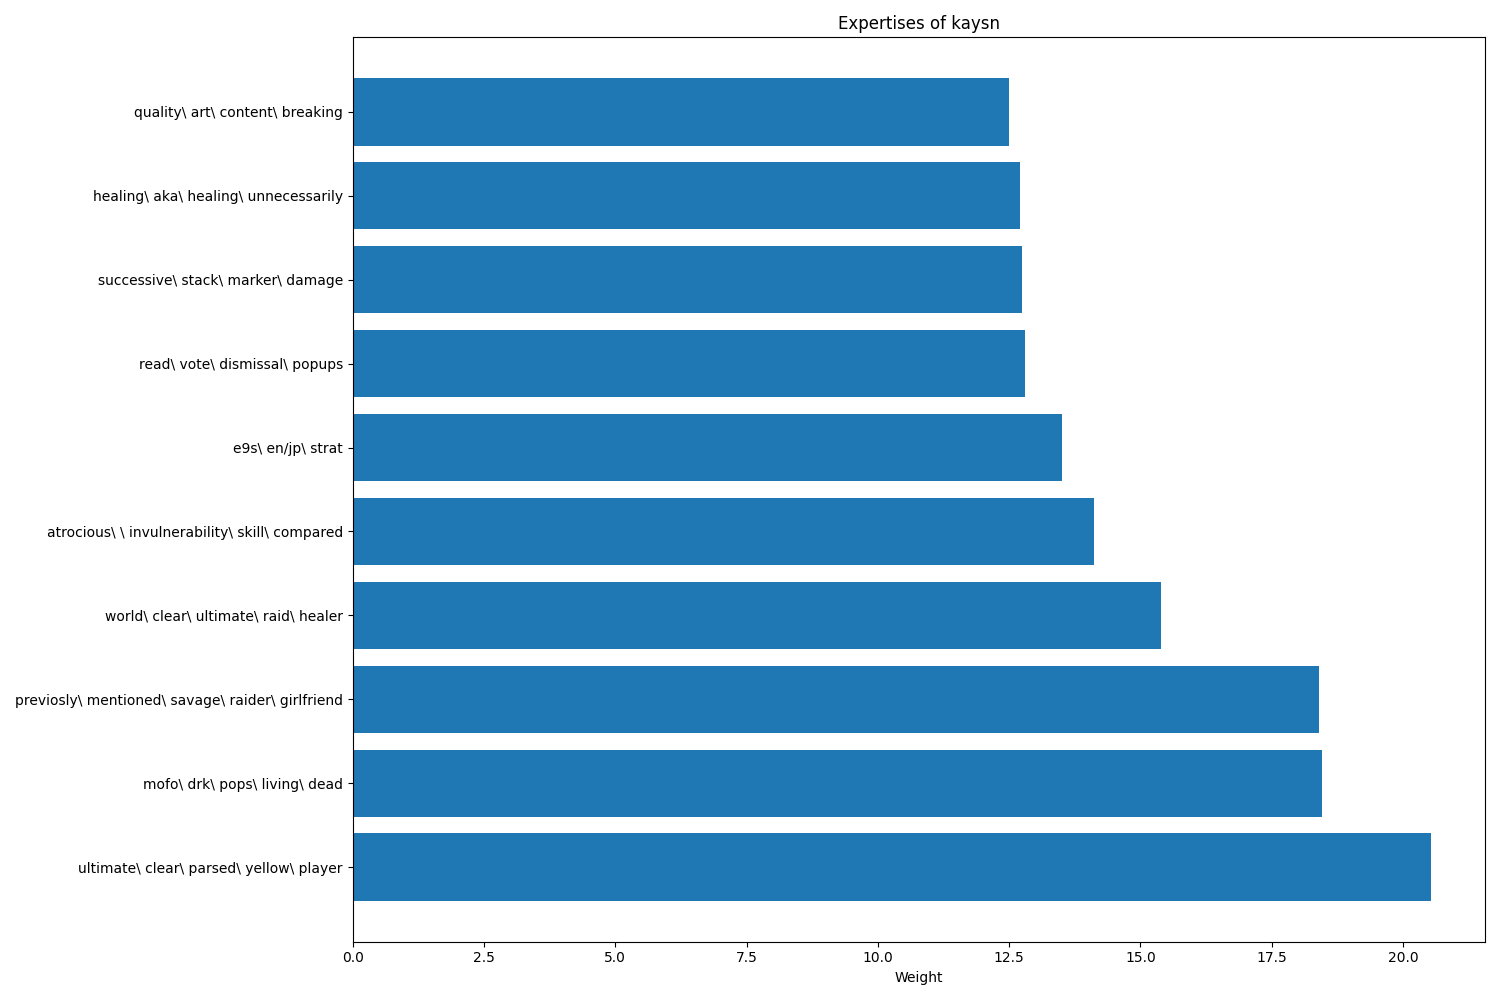 Expertises of kaysn
quality\ art\ content\ breaking
healing\ aka\ healing\ unnecessarily
successive\ stack\ marker\ damage
read\ vote\ dismissal\ popups
e9s\ en/jp\ strat
atrocious\ \ invulnerability\ skill\ compared
world\ clear\ ultimate\ raid\ healer
previosly\ mentioned\ savage\ raider\ girlfriend
mofo\ drk\ pops\ living\ dead
ultimate\ clear\ parsed\ yellow\ player
0.0 2.5 5.0 7.5 10.0 12.5 15.0 17.5 20.0
Weight